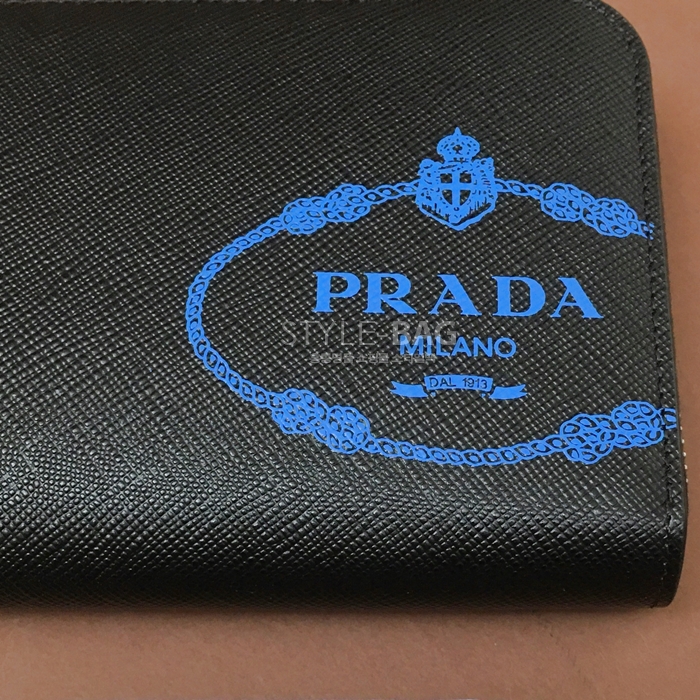 PRADA
STYLE BAG
MILANO
DAL 1913